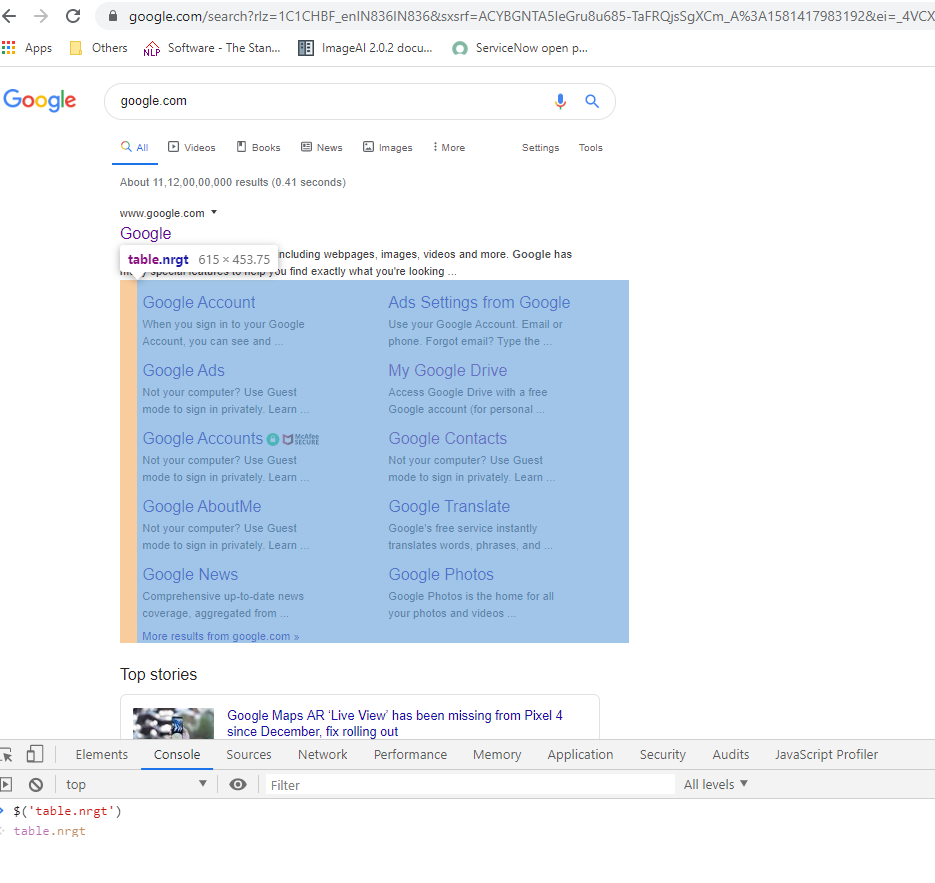 google.com/search?rlz=1C1CHBF_enIN836IN836&sxsrf=ACYBGNTA5IeGru8u685-TaFRQjsSgXCm_A%3A1581417983192&ei=_4VCX
Apps Others NLP Software - The Stan... ImageAI 2.0.2 docu... ServiceNow open p...
Google google.com
All Videos Books News Images More Settings Tools
About 11,12,00,00,000 results (0.41 seconds)
www.google.com
Google
table.nrgt 615 × 453.75 including webpages, images, videos and more. Google has
many special features to help you find exactly what you're looking ...
Google Account Ads Settings from Google
When you sign in to your Google Use your Google Account. Email or
Account, you can see and ... phone. Forgot email? Type the ...
Google Ads My Google Drive
Not your computer? Use Guest Access Google Drive with a free
mode to sign in privately. Learn ... Google account (for personal ...
Google Accounts McAfee SECURE Google Contacts
Not your computer? Use Guest Not your computer? Use Guest
mode to sign in privately. Learn ... mode to sign in privately. Learn ...
Google AboutMe Google Translate
Not your computer? Use Guest Google's free service instantly
mode to sign in privately. Learn ... translates words, phrases, and ...
Google News Google Photos
Comprehensive up-to-date news Google Photos is the home for all
coverage, aggregated from ... your photos and videos ...
More results from google.com »
Top stories
Google Maps AR ‘Live View’ has been missing from Pixel 4
since December, fix rolling out
Elements Console Sources Network Performance Memory Application Security Audits JavaScript Profiler
top Filter All levels
$('table.nrgt')
table.nrgt